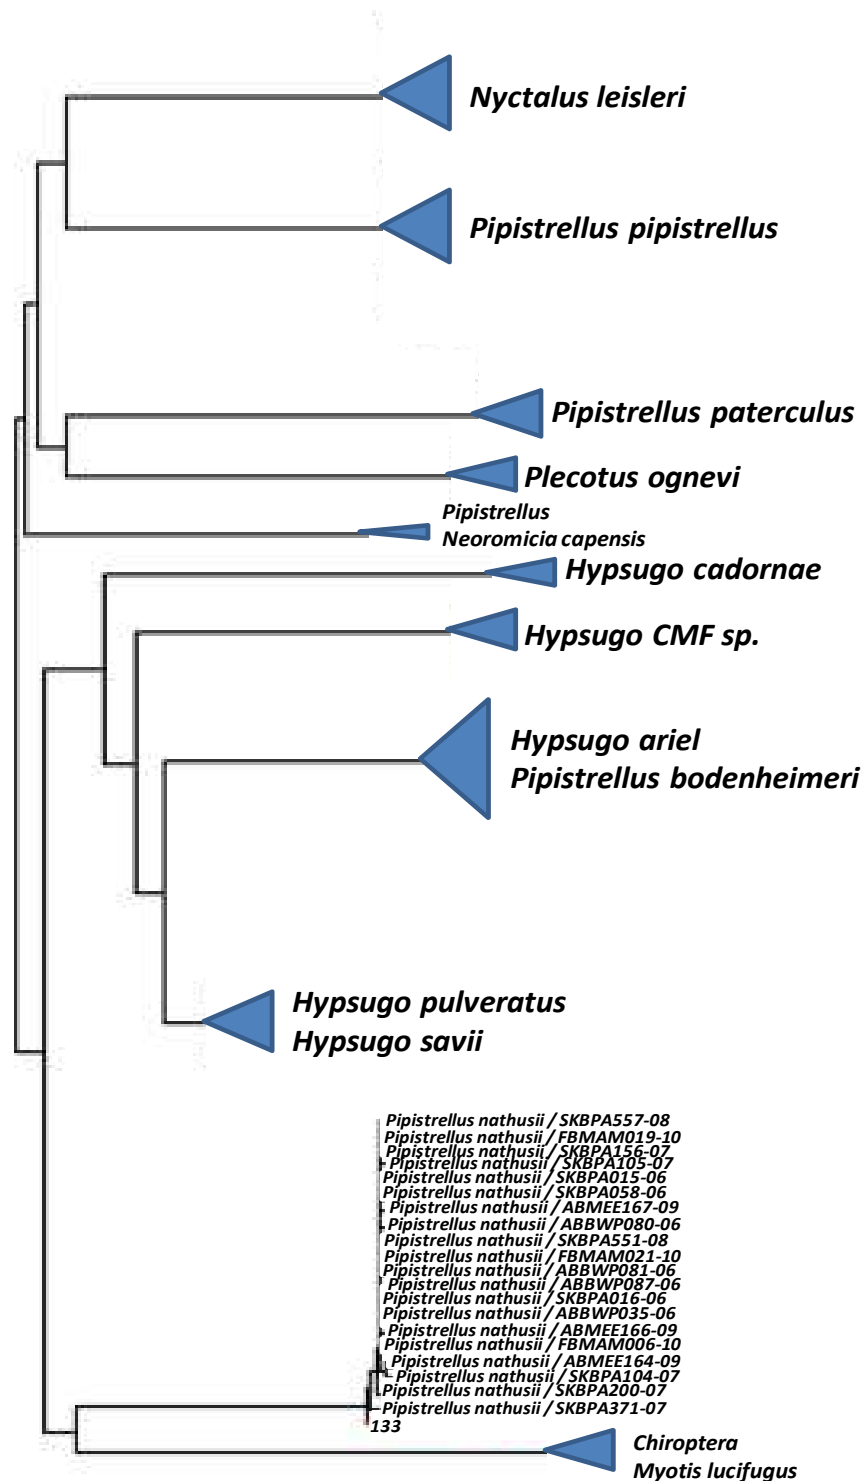 Nyctalus leisleri
Pipistrellus pipistrellus
Pipistrellus paterculus
Plecotus ognevi
Pipistrellus
Neoromicia capensis
Hypsugo cadornae
Hypsugo CMF sp.
Hypsugo ariel
Pipistrellus bodenheimeri
Hypsugo pulveratus
Hypsugo savii
Pipistrellus nathusii / SKBPA557-08
Pipistrellus nathusii / FBMAM019-10
Pipistrellus nathusii / SKBPA156-07
Pipistrellus nathusii / SKBPA105-07
Pipistrellus nathusii / SKBPA015-06
Pipistrellus nathusii / SKBPA058-06
Pipistrellus nathusii / ABMEE167-09
Pipistrellus nathusii / ABBWP080-06
Pipistrellus nathusii / SKBPA551-08
Pipistrellus nathusii / FBMAM021-10
Pipistrellus nathusii / ABBWP081-06
Pipistrellus nathusii / ABBWP087-06
Pipistrellus nathusii / SKBPA016-06
Pipistrellus nathusii / ABBWP035-06
Pipistrellus nathusii / ABMEE166-09
Pipistrellus nathusii / FBMAM006-10
Pipistrellus nathusii / ABMEE164-09
Pipistrellus nathusii / SKBPA104-07
Pipistrellus nathusii / SKBPA200-07
Pipistrellus nathusii / SKBPA371-07
133
Chiroptera
Myotis lucifugus